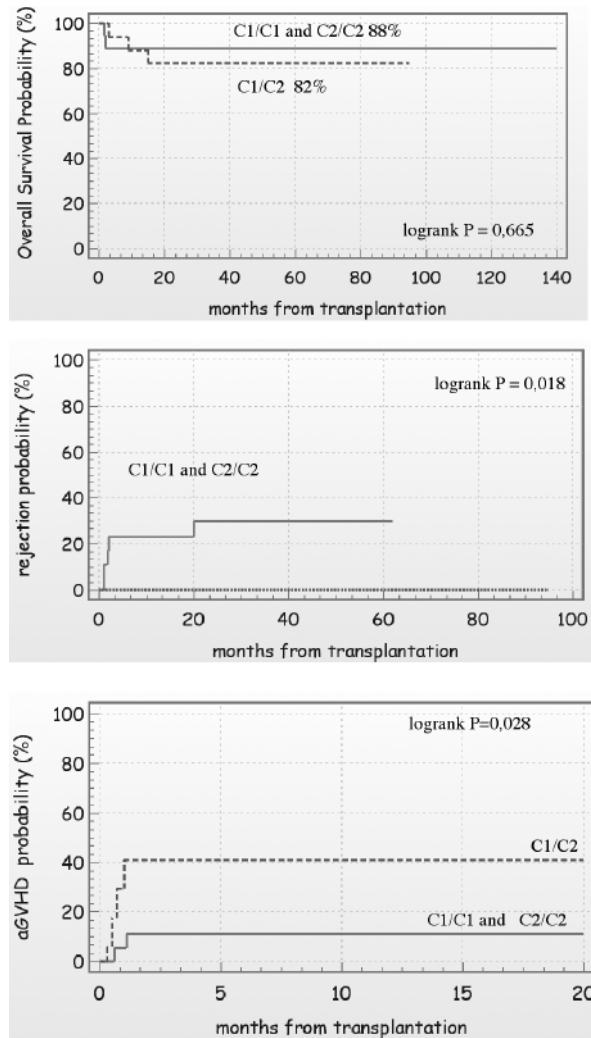 Overall Survival Probability (%)
100
80
60
40
20
0
C1/C1 and C2/C2 88%
C1/C2 82%
logrank P = 0,665
0 20 40 60 80 100 120 140
months from transplantation
rejection probability (%)
100
80
60
40
20
0
logrank P = 0,018
C1/C1 and C2/C2
0 20 40 60 80 100
months from transplantation
aGVHD probability (%)
100
80
60
40
20
0
logrank P=0,028
C1/C2
C1/C1 and C2/C2
0 5 10 15 20
months from transplantation